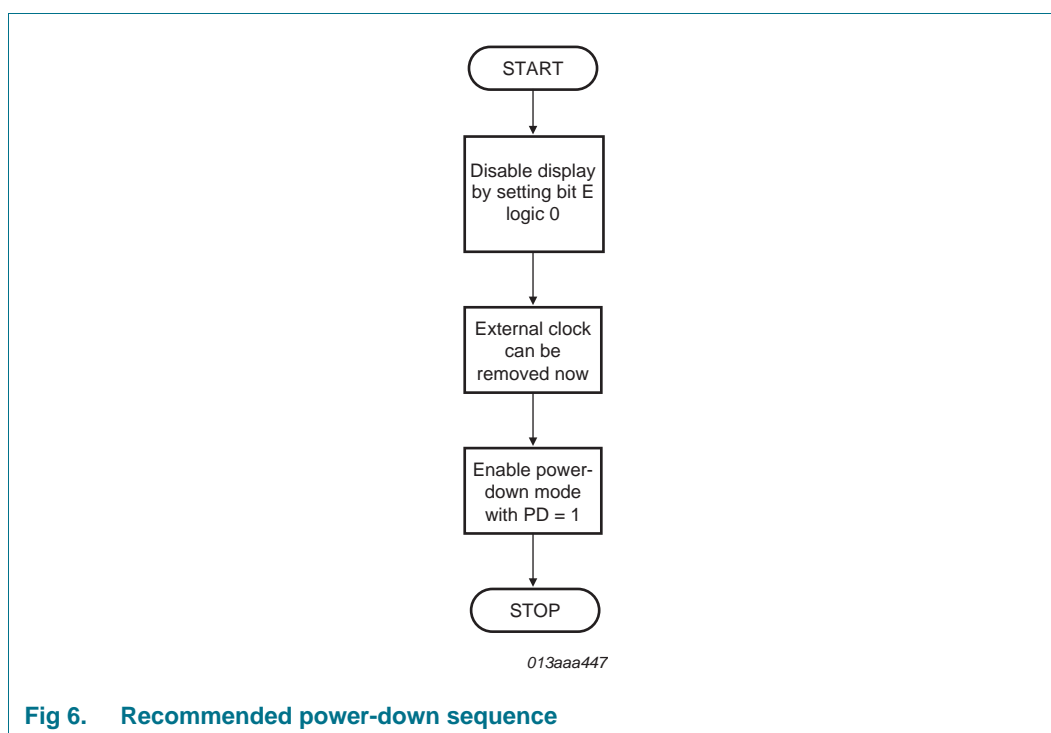 START
Disable display
by setting bit E
logic 0
External clock
can be
removed now
Enable power-
down mode
with PD = 1
STOP
013aaa447
Fig 6. Recommended power-down sequence